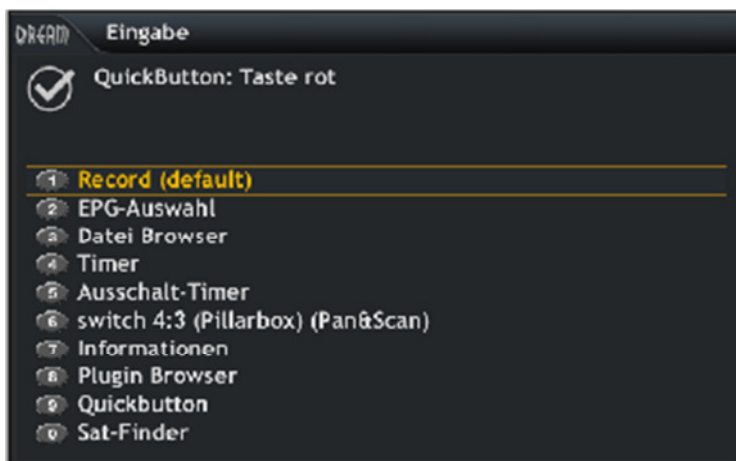 DREAM Eingabe
QuickButton: Taste rot
1 Record (default)
2 EPG-Auswahl
3 Datei Browser
4 Timer
5 Ausschalt-Timer
6 switch 4:3 (Pillarbox) (Pan&Scan)
7 Informationen
8 Plugin Browser
9 Quickbutton
0 Sat-Finder